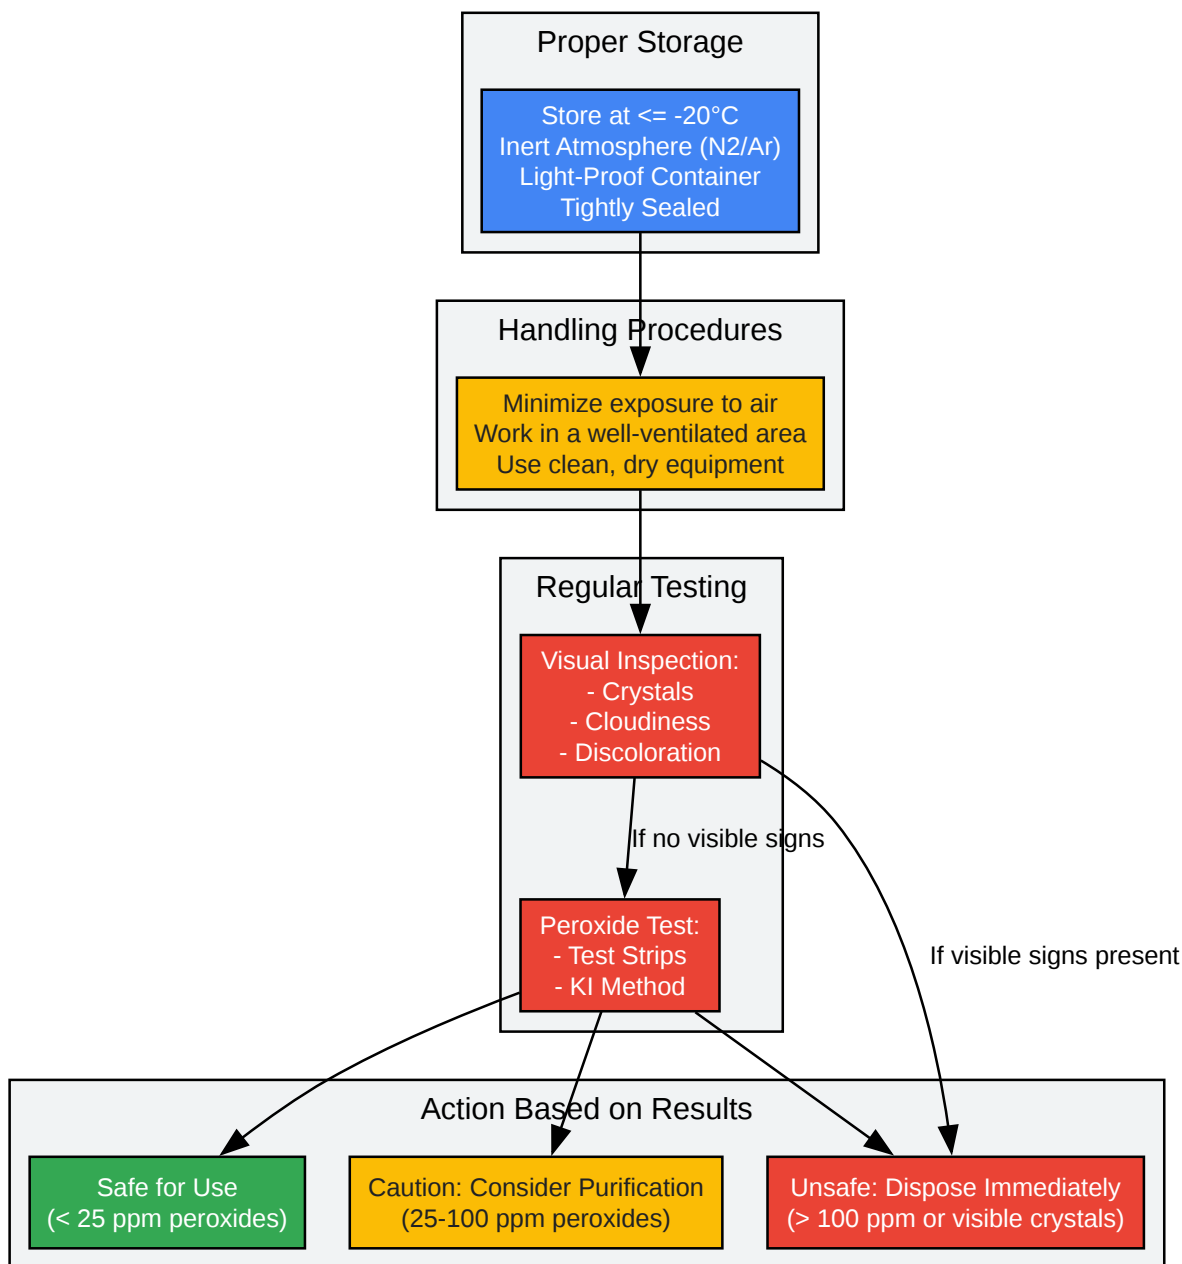 Proper Storage
Store at <= -20°C
Inert Atmosphere (N2/Ar)
Light-Proof Container
Tightly Sealed
Handling Procedures
Minimize exposure to air
Work in a well-ventilated area
Use clean, dry equipment
Regular Testing
Visual Inspection:
- Crystals
- Cloudiness
- Discoloration
If no visible signs
Peroxide Test:
- Test Strips
- KI Method
If visible signs present
Action Based on Results
Safe for Use
(< 25 ppm peroxides)
Caution: Consider Purification
(25-100 ppm peroxides)
Unsafe: Dispose Immediately
(> 100 ppm or visible crystals)